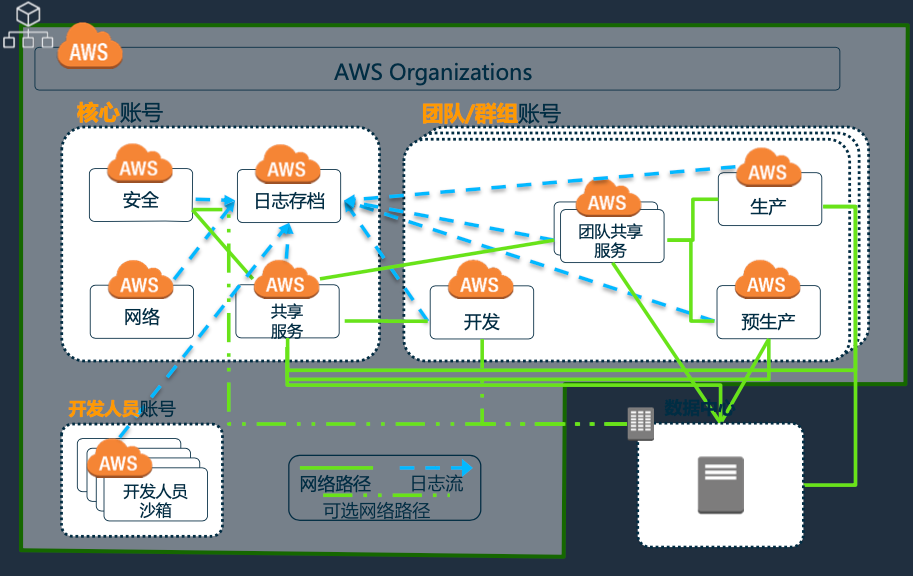 AWS
AWS Organizations
核心账号
团队/群组账号
AWS
安全
AWS
日志存档
AWS
网络
AWS
共享
服务
AWS
团队共享
服务
AWS
生产
AWS
开发
AWS
预生产
开发人员账号
AWS
开发人员
沙箱
网络路径
日志流
可选网络路径
数据中心